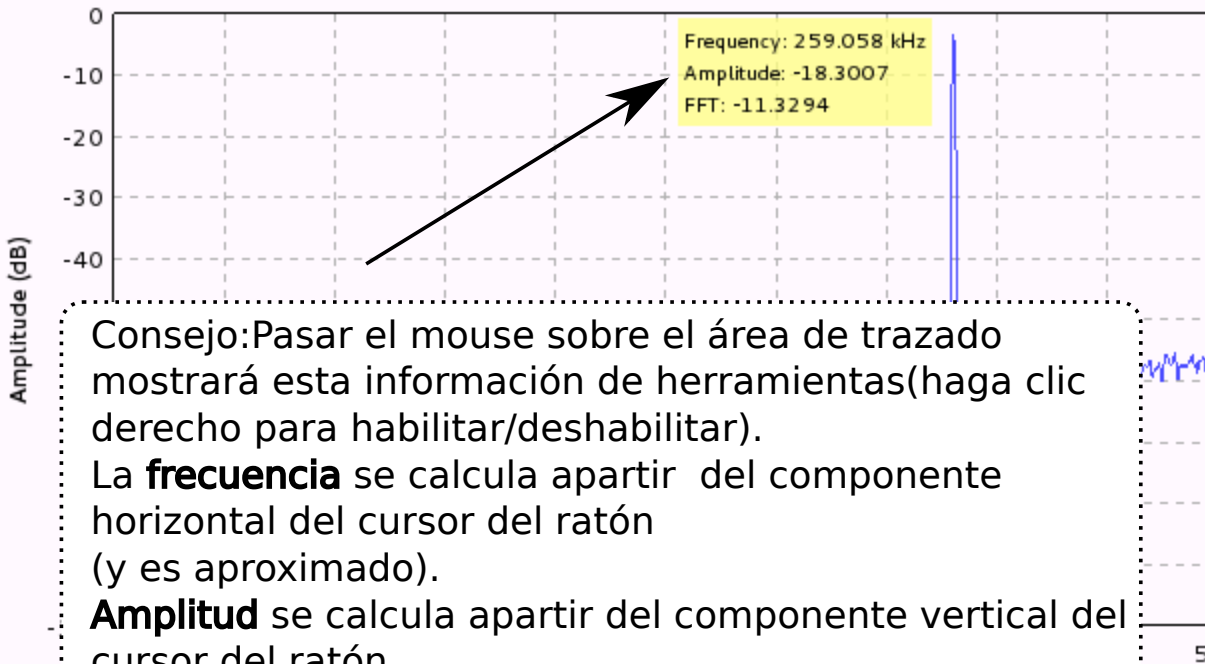 0
-10
-20
-30
-40
Amplitude (dB)
Frequency: 259.058 kHz
Amplitude: -18.3007
FFT: -11.3294
Consejo:Pasar el mouse sobre el área de trazado
mostrará esta información de herramientas(haga clic
derecho para habilitar/deshabilitar).
La frecuencia se calcula apartir  del componente
horizontal del cursor del ratón
(y es aproximado).
Amplitud se calcula apartir del componente vertical del
cursor del ratón